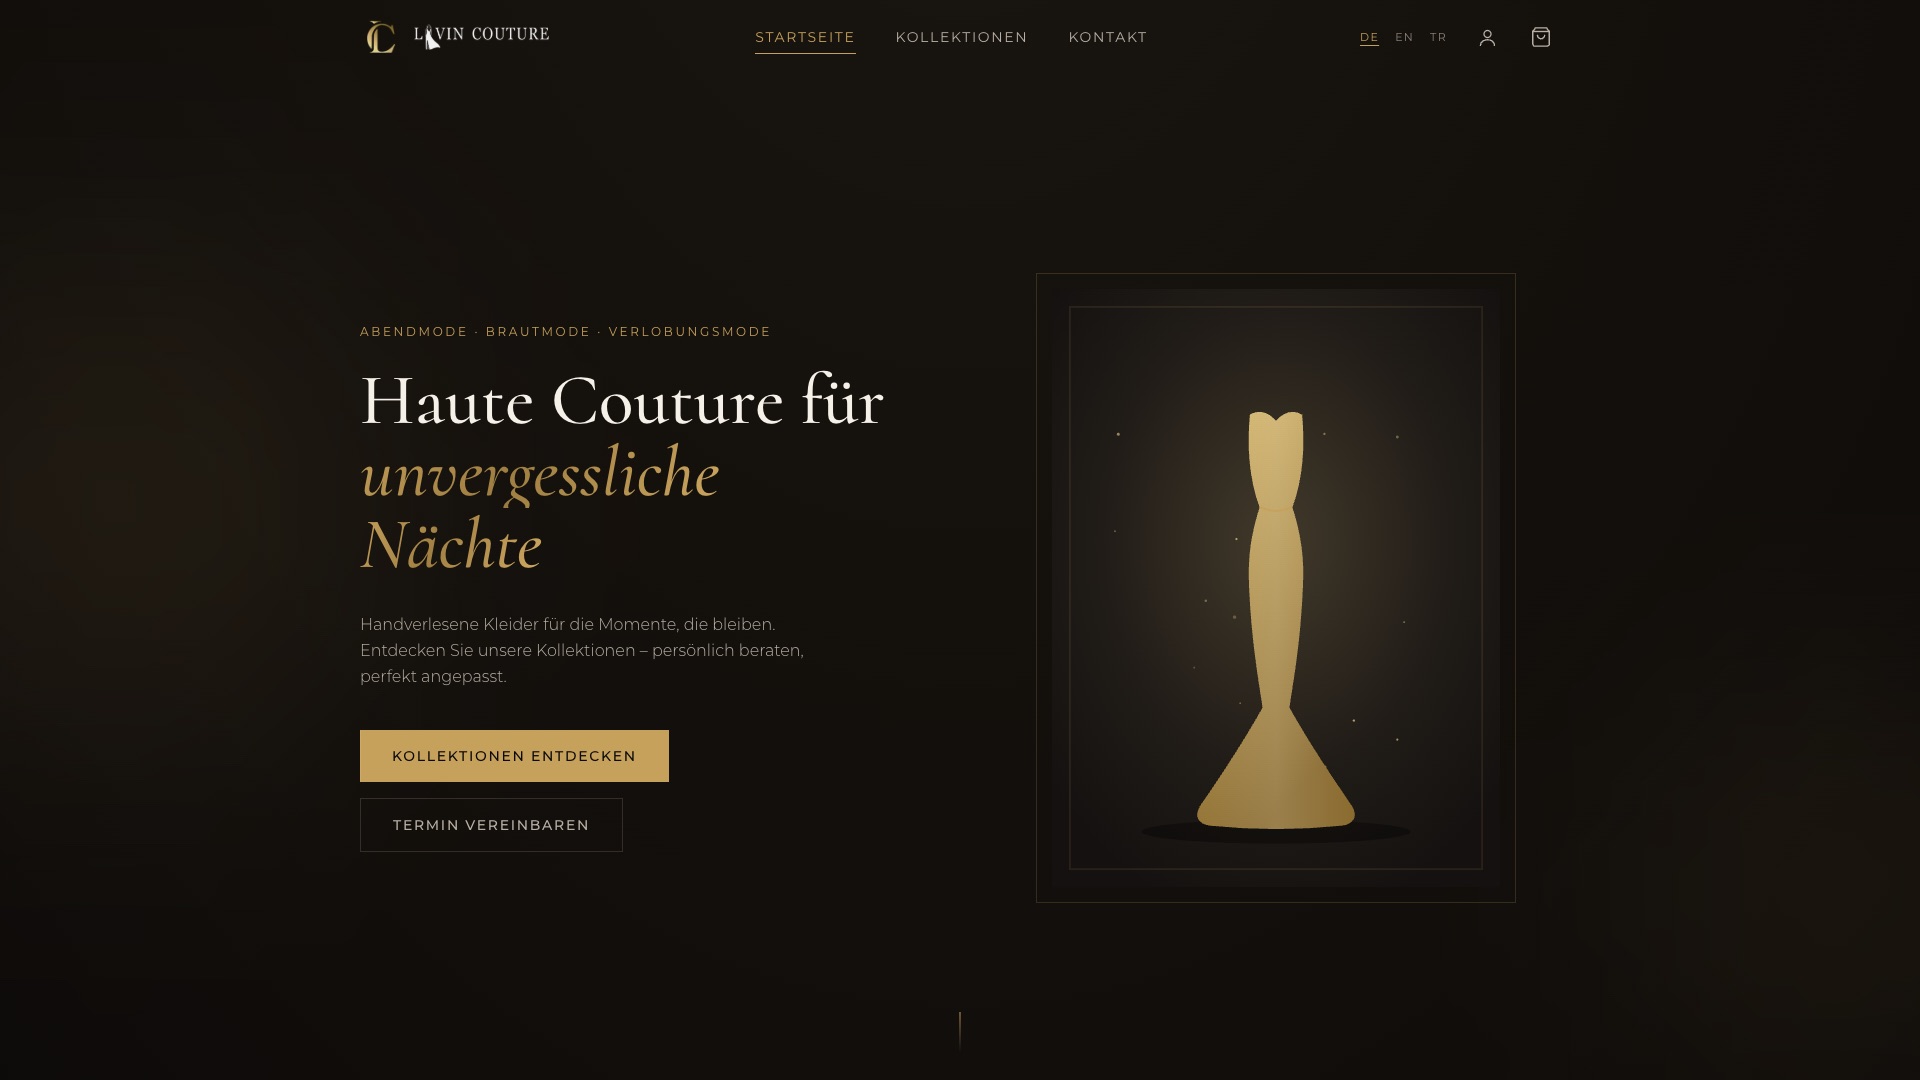 LAVIN COUTURE
STARTSEITE
KOLLEKTIONEN
KONTAKT
DE
EN
TR
ABENDMODE · BRAUTMODE · VERLOBUNGSMODE
Haute Couture für
unvergessliche
Nächte
Handverlesene Kleider für die Momente, die bleiben.
Entdecken Sie unsere Kollektionen – persönlich beraten,
perfekt angepasst.
KOLLEKTIONEN ENTDECKEN
TERMIN VEREINBAREN